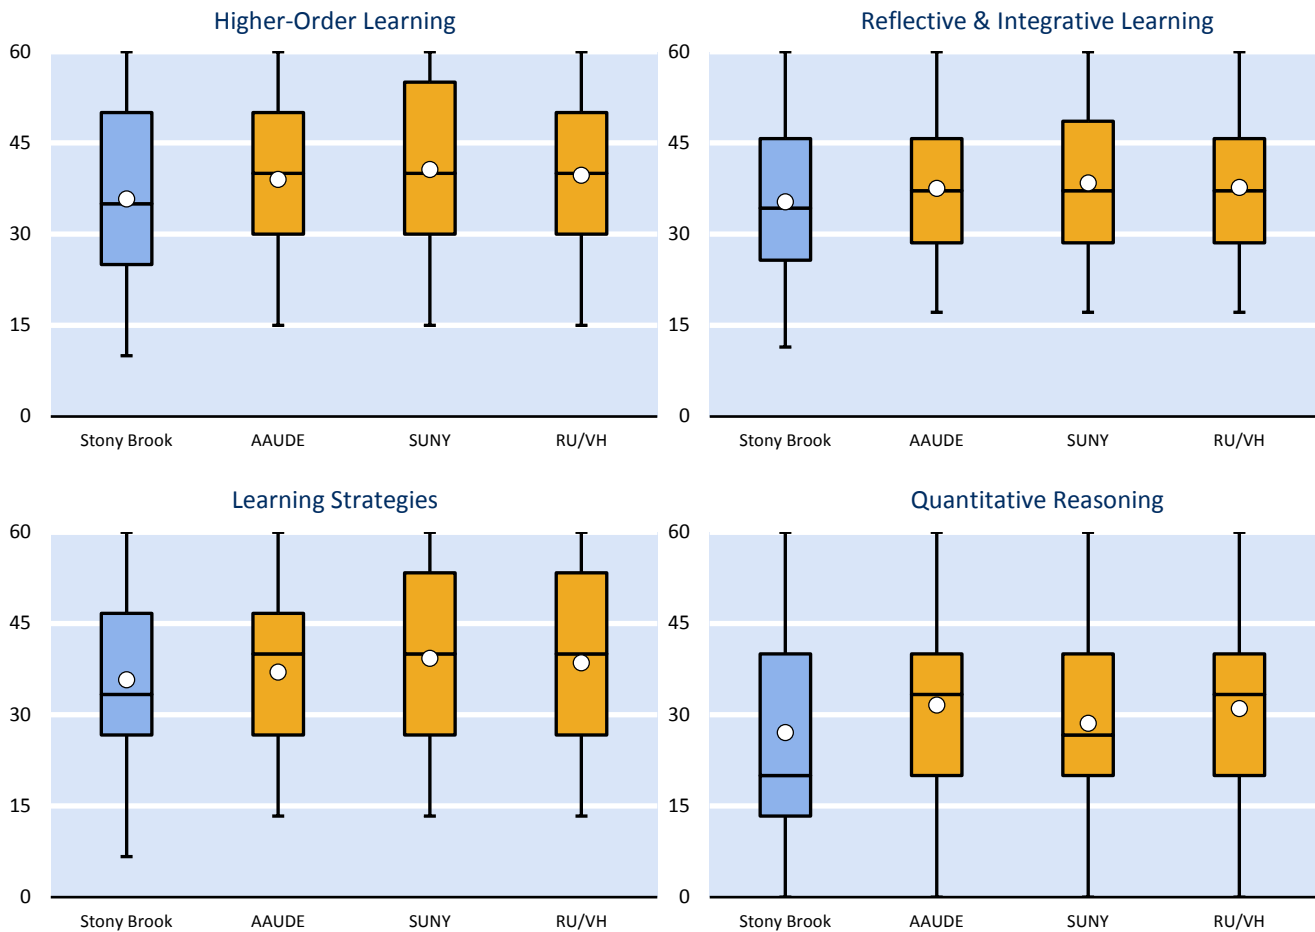 Higher-Order Learning
60
45
30
15
0
Stony Brook AAUDE SUNY RU/VH
Reflective & Integrative Learning
60
45
30
15
0
Stony Brook AAUDE SUNY RU/VH
Learning Strategies
60
45
30
15
0
Stony Brook AAUDE SUNY RU/VH
Quantitative Reasoning
60
45
30
15
0
Stony Brook AAUDE SUNY RU/VH